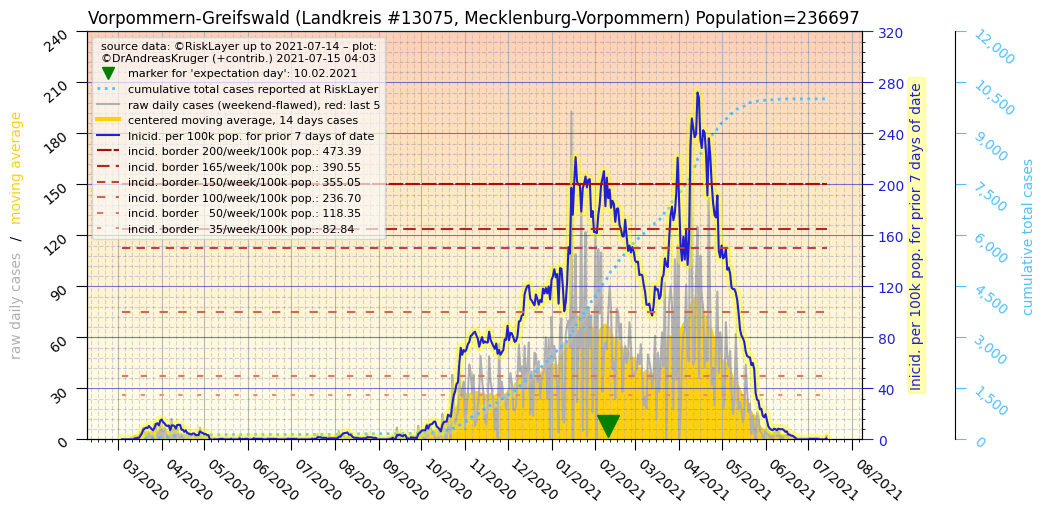 Vorpommern-Greifswald (Landkreis #13075, Mecklenburg-Vorpommern) Population=236697
source data: ©RiskLayer up to 2021-07-14 – plot:
©DrAndreasKruger (+contrib.) 2021-07-15 04:03
marker for 'expectation day': 10.02.2021
cumulative total cases reported at RiskLayer
raw daily cases (weekend-flawed), red: last 5
centered moving average, 14 days cases
Inicid. per 100k pop. for prior 7 days of date
incid. border 200/week/100k pop.: 473.39
incid. border 165/week/100k pop.: 390.55
incid. border 150/week/100k pop.: 355.05
incid. border 100/week/100k pop.: 236.70
incid. border   50/week/100k pop.: 118.35
incid. border   35/week/100k pop.: 82.84
raw daily cases / moving average
240
210
180
150
120
90
60
30
0
320
280
240
200
160
120
80
40
0
Inicid. per 100k pop. for prior 7 days of date
12,000
10,500
9,000
7,500
6,000
4,500
3,000
1,500
0
cumulative total cases
03/2020
04/2020
05/2020
06/2020
07/2020
08/2020
09/2020
10/2020
11/2020
12/2020
01/2021
02/2021
03/2021
04/2021
05/2021
06/2021
07/2021
08/2021